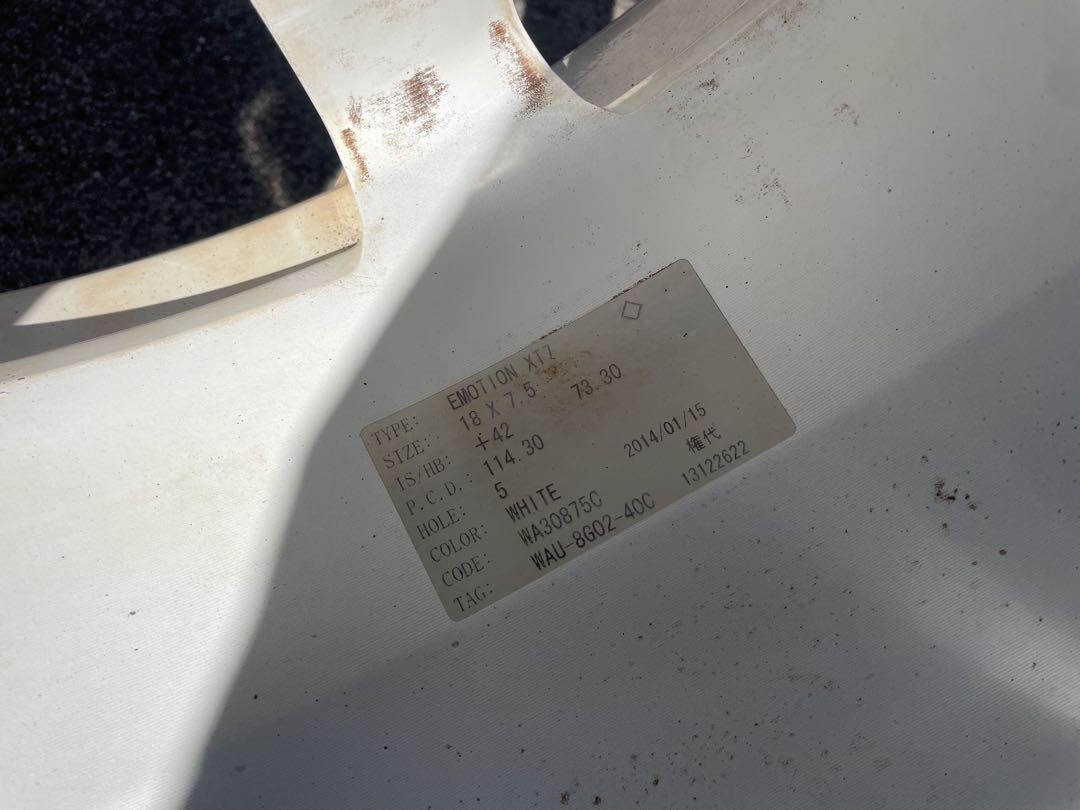 ◇
TYPE: EMOTION XT7
SIZE: 18 X 7.5
IS/HB: +42 73.30
P.C.D.: 114.30
HOLE: 5 2014/01/15
COLOR: WHITE 権代
CODE: WA30875C 13122622
TAG: WAU-8G02-40C